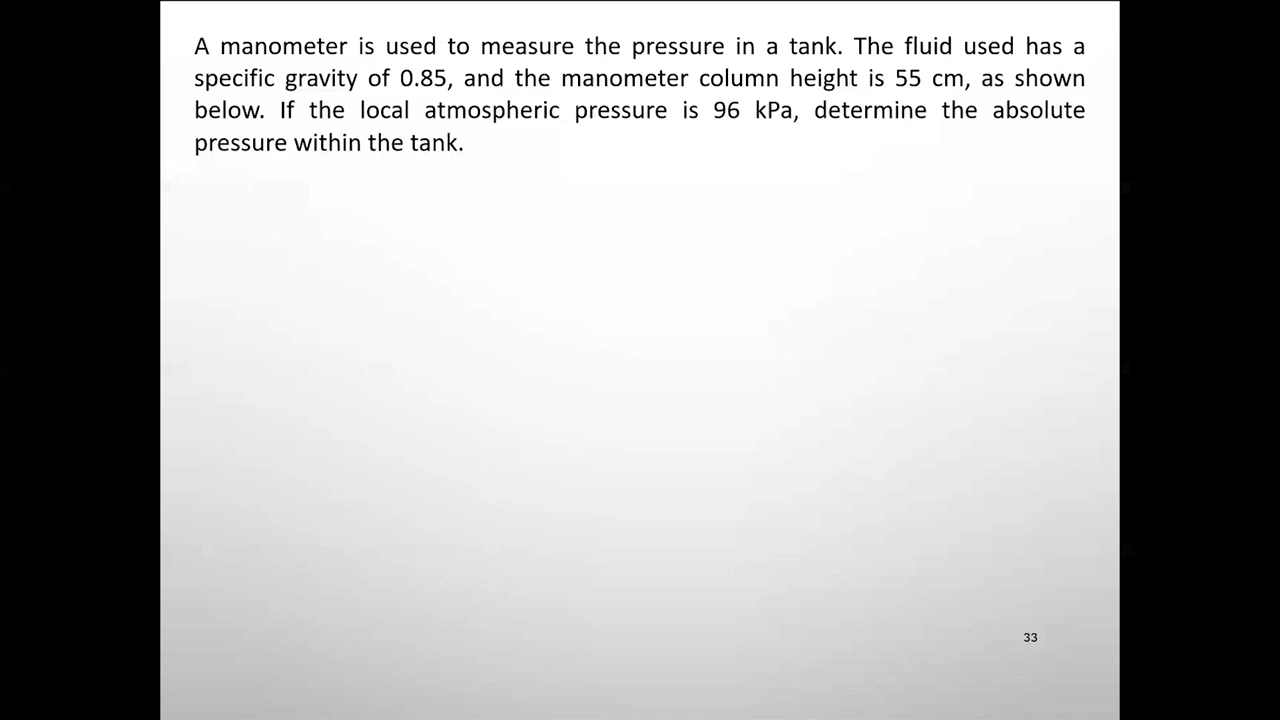 A manometer is used to measure the pressure in a tank. The fluid used has a
specific gravity of 0.85, and the manometer column height is 55 cm, as shown
below. If the local atmospheric pressure is 96 kPa, determine the absolute
pressure within the tank.
33